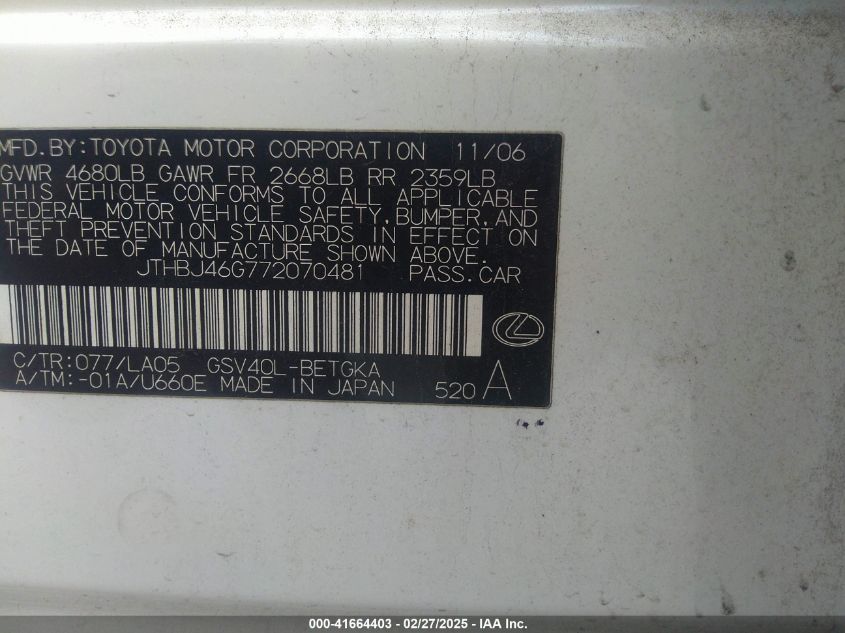 MFD.BY:TOYOTA MOTOR CORPORATION 11/06
GVWR 4680LB GAWR FR 2668LB RR 2359LB
THIS VEHICLE CONFORMS TO ALL APPLICABLE
FEDERAL MOTOR VEHICLE SAFETY, BUMPER, AND
THEFT PREVENTION STANDARDS IN EFFECT ON
THE DATE OF MANUFACTURE SHOWN ABOVE.
JTHBJ46G772070481 PASS.CAR
C/TR:077/LA05 GSV40L-BETGKA
A/TM:-01A/U660E MADE IN JAPAN 520 A
000-41664403 - 02/27/2025 - IAA Inc.